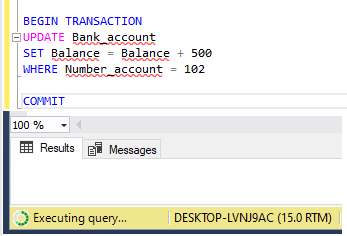 BEGIN TRANSACTION
UPDATE Bank_account
SET Balance = Balance + 500
WHERE Number_account = 102
COMMIT
100 %
Results Messages
Executing query... DESKTOP-LVNJ9AC (15.0 RTM)